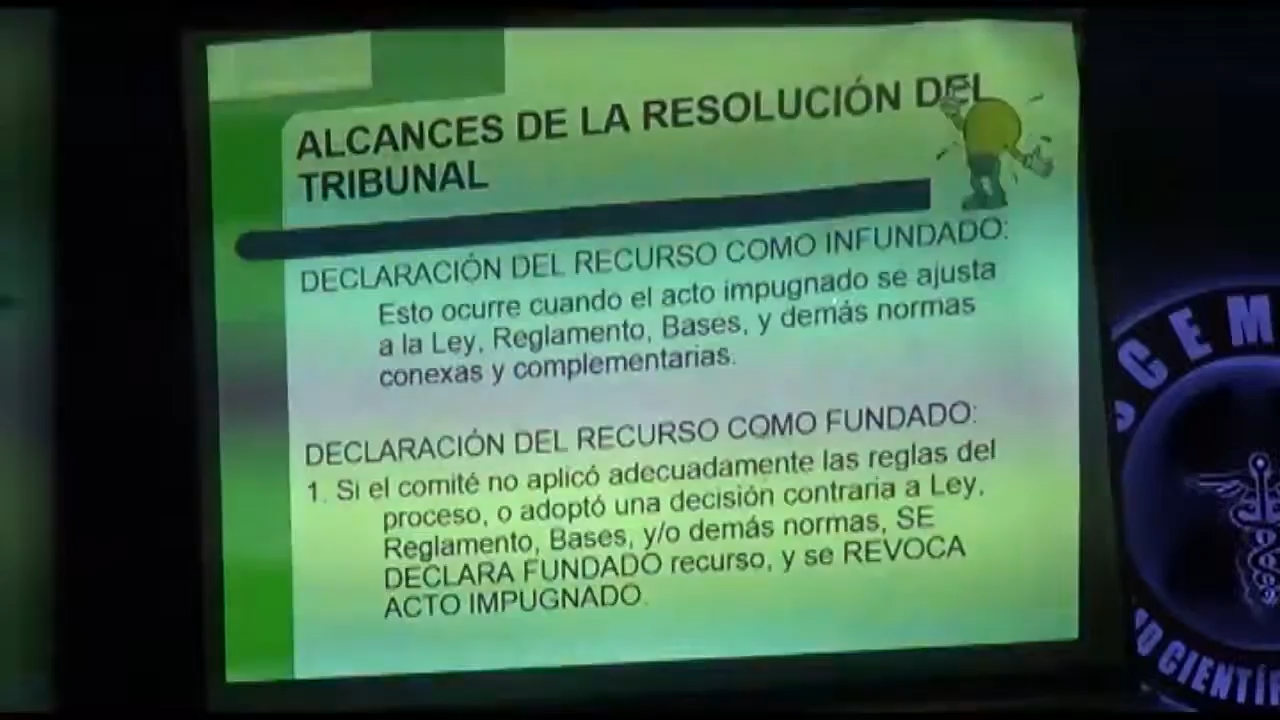 ALCANCES DE LA RESOLUCIÓN DEL
TRIBUNAL
DECLARACIÓN DEL RECURSO COMO INFUNDADO:
Esto ocurre cuando el acto impugnado se ajusta
a la Ley, Reglamento, Bases, y demás normas
conexas y complementarias.
DECLARACIÓN DEL RECURSO COMO FUNDADO:
1. Si el comité no aplicó adecuadamente las reglas del
proceso, o adoptó una decisión contraria a Ley,
Reglamento, Bases, y/o demás normas, SE
DECLARA FUNDADO recurso, y se REVOCA
ACTO IMPUGNADO.